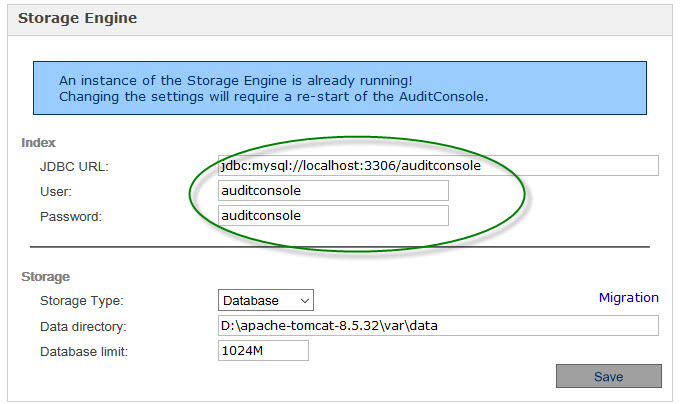 Storage Engine
An instance of the Storage Engine is already running!
Changing the settings will require a re-start of the AuditConsole.
Index
JDBC URL: jdbc:mysql://localhost:3306/auditconsole
User: auditconsole
Password: auditconsole
Storage
Storage Type: Database Migration
Data directory: D:\apache-tomcat-8.5.32\var\data
Database limit: 1024M
Save